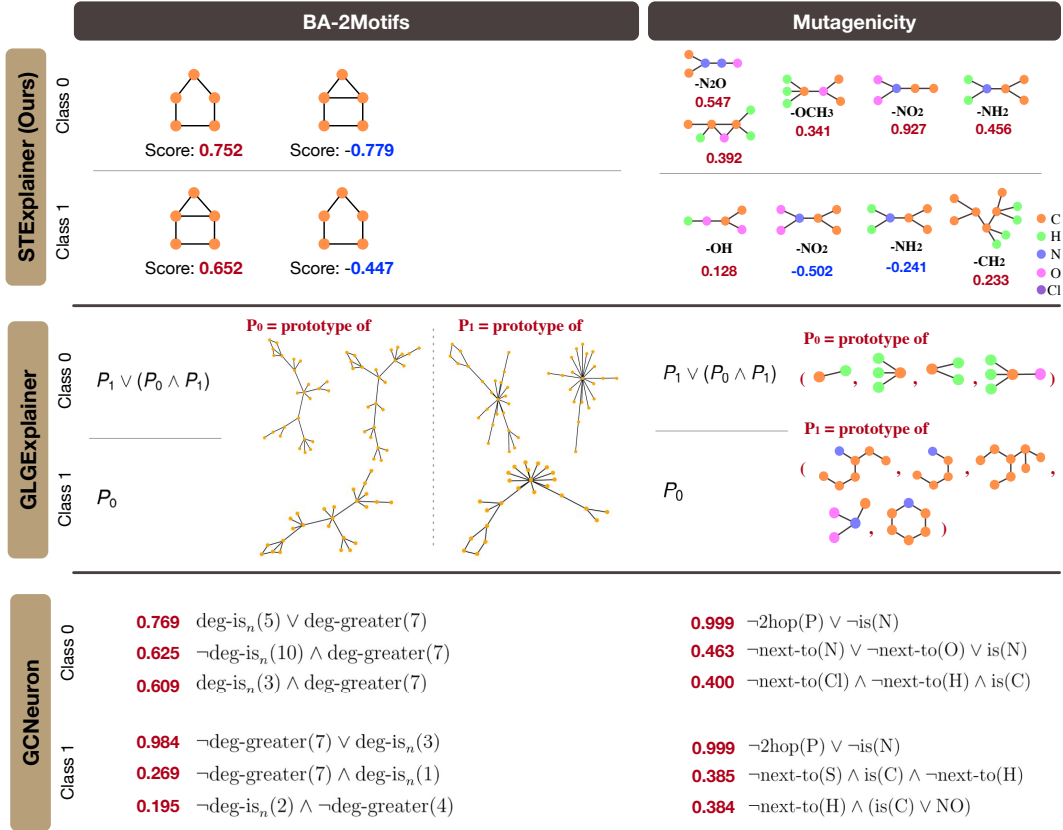 BA-2Motifs
Mutagenicity
STExplainer (Ours)
Class 0
Score: 0.752
Score: -0.779
-N2O
0.547
0.392
-OCH3
0.341
-NO2
0.927
-NH2
0.456
Class 1
Score: 0.652
Score: -0.447
-OH
0.128
-NO2
-0.502
-NH2
-0.241
-CH2
0.233
C
H
N
O
Cl
GLGExplainer
Class 0
P₁ ∨ (P₀ ∧ P₁)
P₀ = prototype of
P₁ = prototype of
P₁ ∨ (P₀ ∧ P₁)
P₀ = prototype of
( , , , )
P₁ = prototype of
( , , ,
, )
Class 1
P₀
P₀
GCNeuron
Class 0
0.769 deg-isₙ(5) ∨ deg-greater(7)
0.625 ¬deg-isₙ(10) ∧ deg-greater(7)
0.609 deg-isₙ(3) ∧ deg-greater(7)
0.999 ¬2hop(P) ∨ ¬is(N)
0.463 ¬next-to(N) ∨ ¬next-to(O) ∨ is(N)
0.400 ¬next-to(Cl) ∧ ¬next-to(H) ∧ is(C)
Class 1
0.984 ¬deg-greater(7) ∨ deg-isₙ(3)
0.269 ¬deg-greater(7) ∧ deg-isₙ(1)
0.195 ¬deg-isₙ(2) ∧ ¬deg-greater(4)
0.999 ¬2hop(P) ∨ ¬is(N)
0.385 ¬next-to(S) ∧ is(C) ∧ ¬next-to(H)
0.384 ¬next-to(H) ∧ (is(C) ∨ NO)